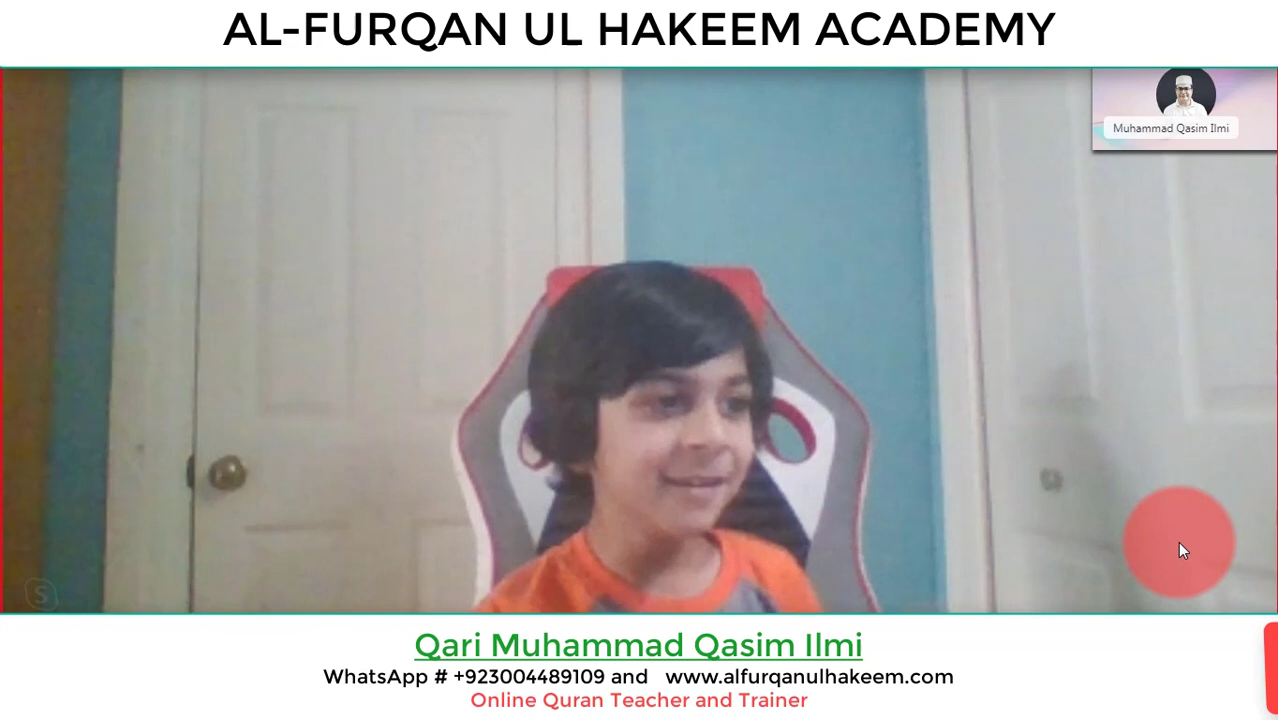 AL-FURQAN UL HAKEEM ACADEMY
Muhammad Qasim Ilmi
S
Qari Muhammad Qasim Ilmi
WhatsApp # +923004489109 and www.alfurqanulhakeem.com
Online Quran Teacher and Trainer